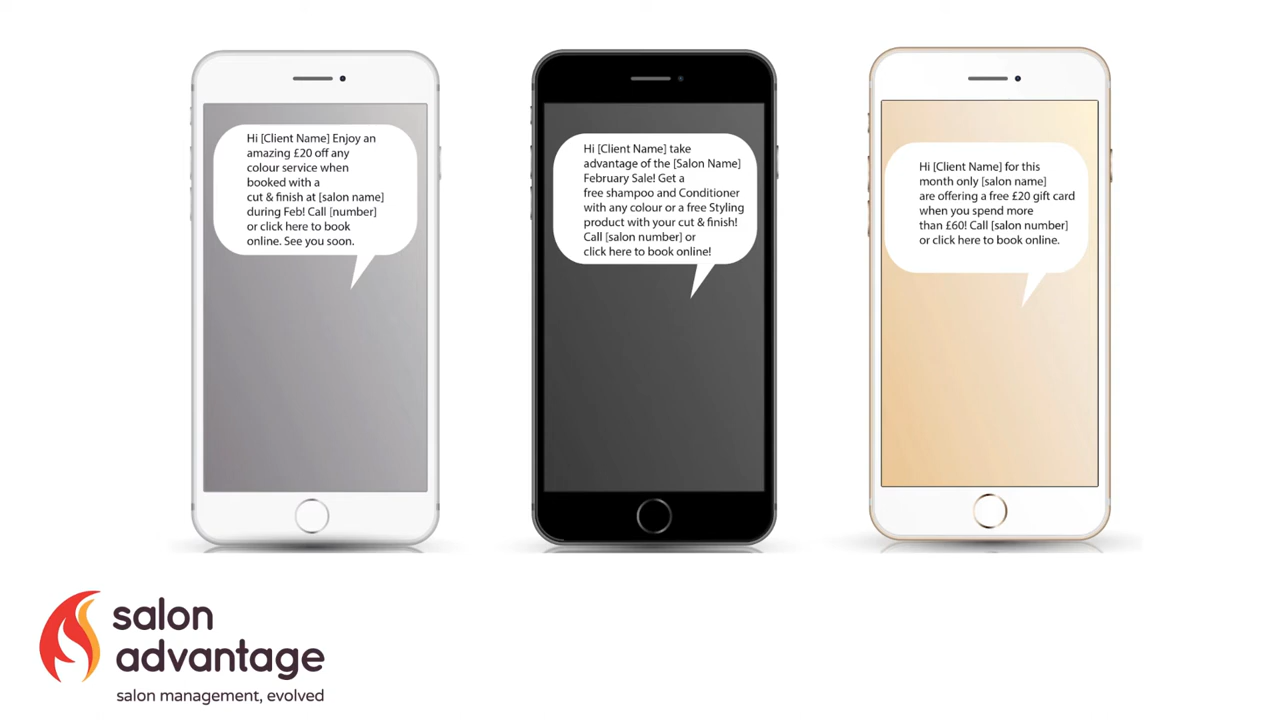 Hi [Client Name] Enjoy an
amazing £20 off any
colour service when
booked with a
cut & finish at [salon name]
during Feb! Call [number]
or click here to book
online. See you soon.
Hi [Client Name] take
advantage of the [Salon Name]
February Sale! Get a
free shampoo and Conditioner
with any colour or a free Styling
product with your cut & finish!
Call [salon number] or
click here to book online!
Hi [Client Name] for this
month only [salon name]
are offering a free £20 gift card
when you spend more
than £60! Call [salon number]
or click here to book online.
salon
advantage
salon management, evolved